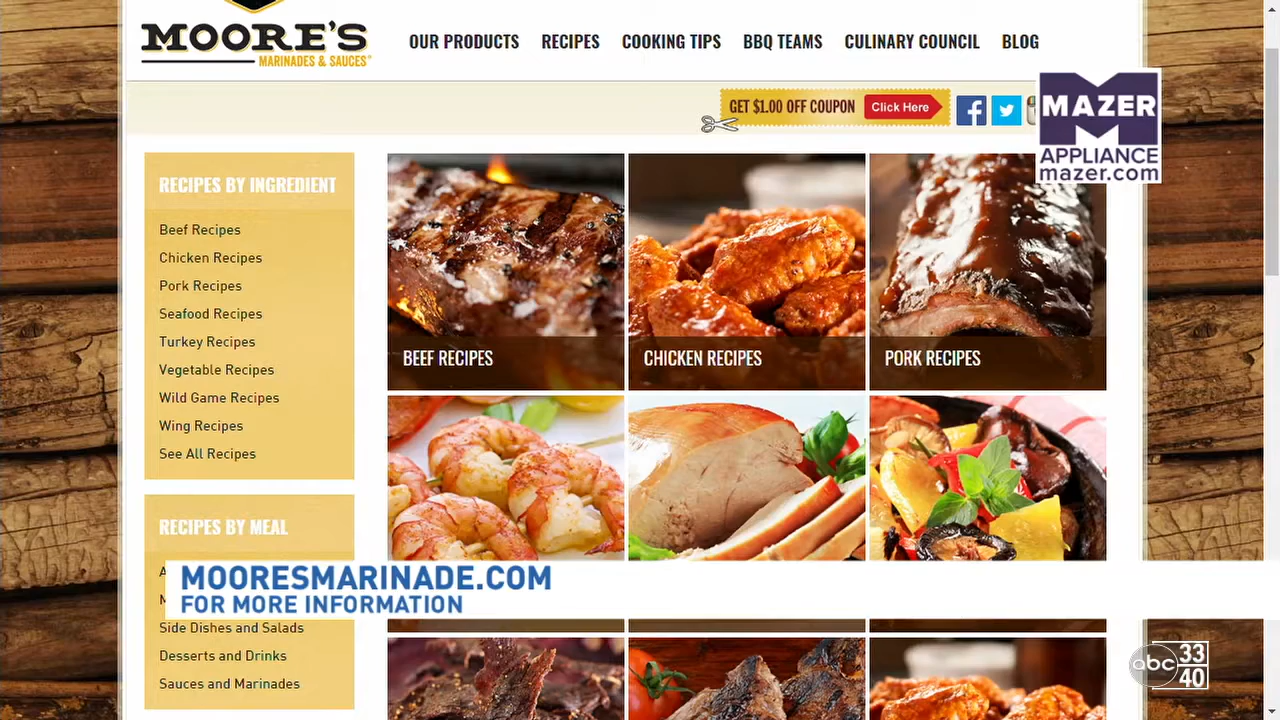 MOORE'S
MARINADES & SAUCES
OUR PRODUCTS
RECIPES
COOKING TIPS
BBQ TEAMS
CULINARY COUNCIL
BLOG
GET $1.00 OFF COUPON
Click Here
MAZER
APPLIANCE
mazer.com
RECIPES BY INGREDIENT
Beef Recipes
Chicken Recipes
Pork Recipes
Seafood Recipes
Turkey Recipes
Vegetable Recipes
Wild Game Recipes
Wing Recipes
See All Recipes
BEEF RECIPES
CHICKEN RECIPES
PORK RECIPES
RECIPES BY MEAL
MOORESMARINADE.COM
FOR MORE INFORMATION
Side Dishes and Salads
Desserts and Drinks
Sauces and Marinades
abc 33
40